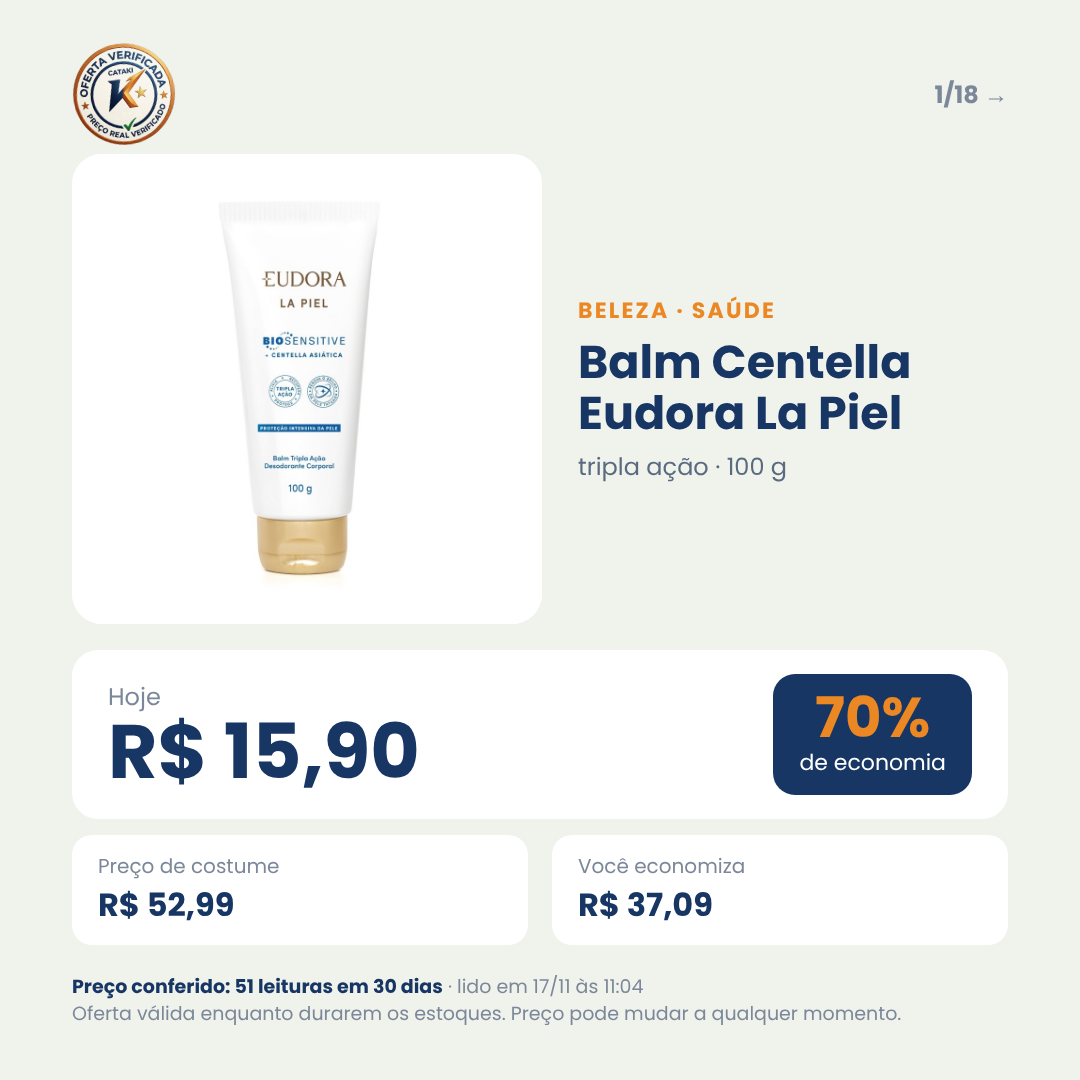 OFERTA VERIFICADA
CATAKI
K
PREÇO REAL VERIFICADO
1/18 →
EUDORA
LA PIEL
BIOSENSITIVE
+ CENTELLA ASIÁTICA
TRIPLA
AÇÃO
PROTEÇÃO INTENSIVA DA PELE
Balm Tripla Ação
Desodorante Corporal
100 g
BELEZA · SAÚDE
Balm Centella
Eudora La Piel
tripla ação · 100 g
Hoje
R$ 15,90
70%
de economia
Preço de costume
R$ 52,99
Você economiza
R$ 37,09
Preço conferido: 51 leituras em 30 dias · lido em 17/11 às 11:04
Oferta válida enquanto durarem os estoques. Preço pode mudar a qualquer momento.